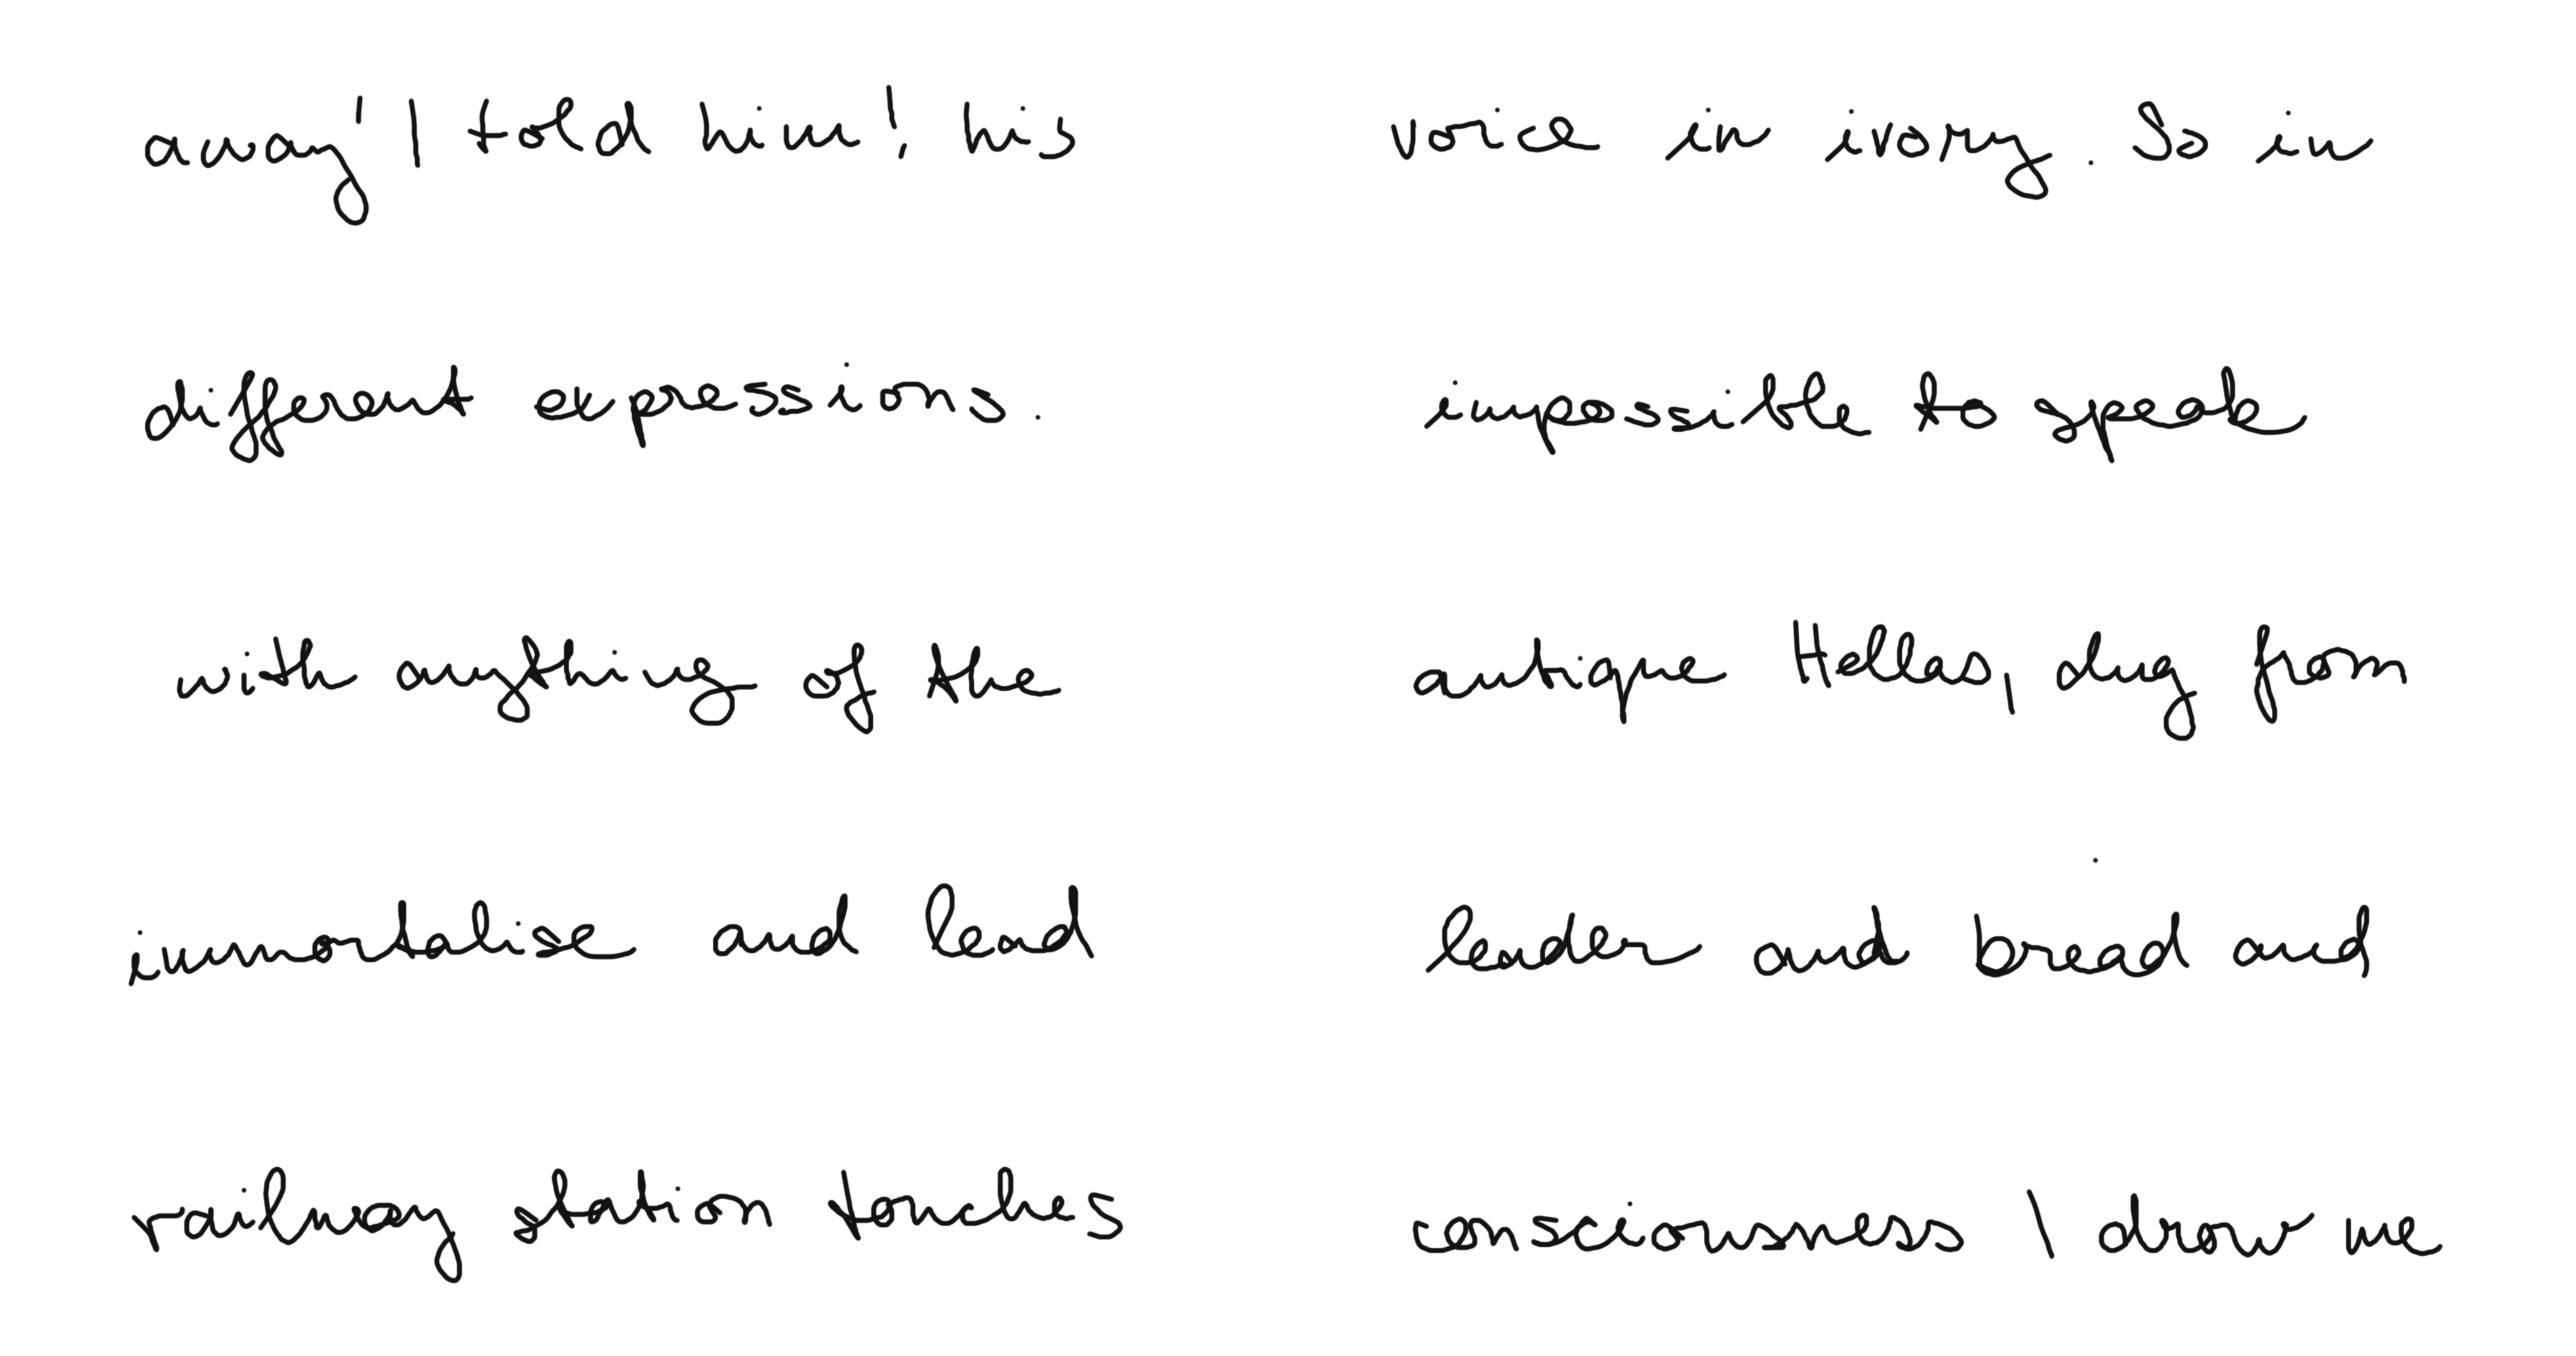 away' I told him! his
voice in ivory. So in
different expressions.
impossible to speak
with anything of the
antique Hellas, dug from
immortalise and lead
leader and bread and
railway station touches
consciousness I draw me